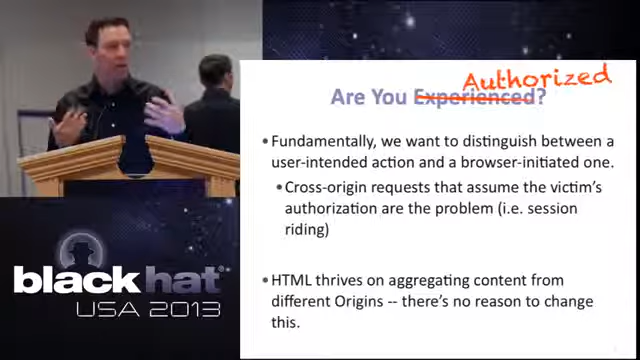 Authorized
Are You Experienced?
•Fundamentally, we want to distinguish between a
user-intended action and a browser-initiated one.
•Cross-origin requests that assume the victim's
authorization are the problem (i.e. session
riding)
•HTML thrives on aggregating content from
different Origins -- there's no reason to change
this.
black hat
USA 2013